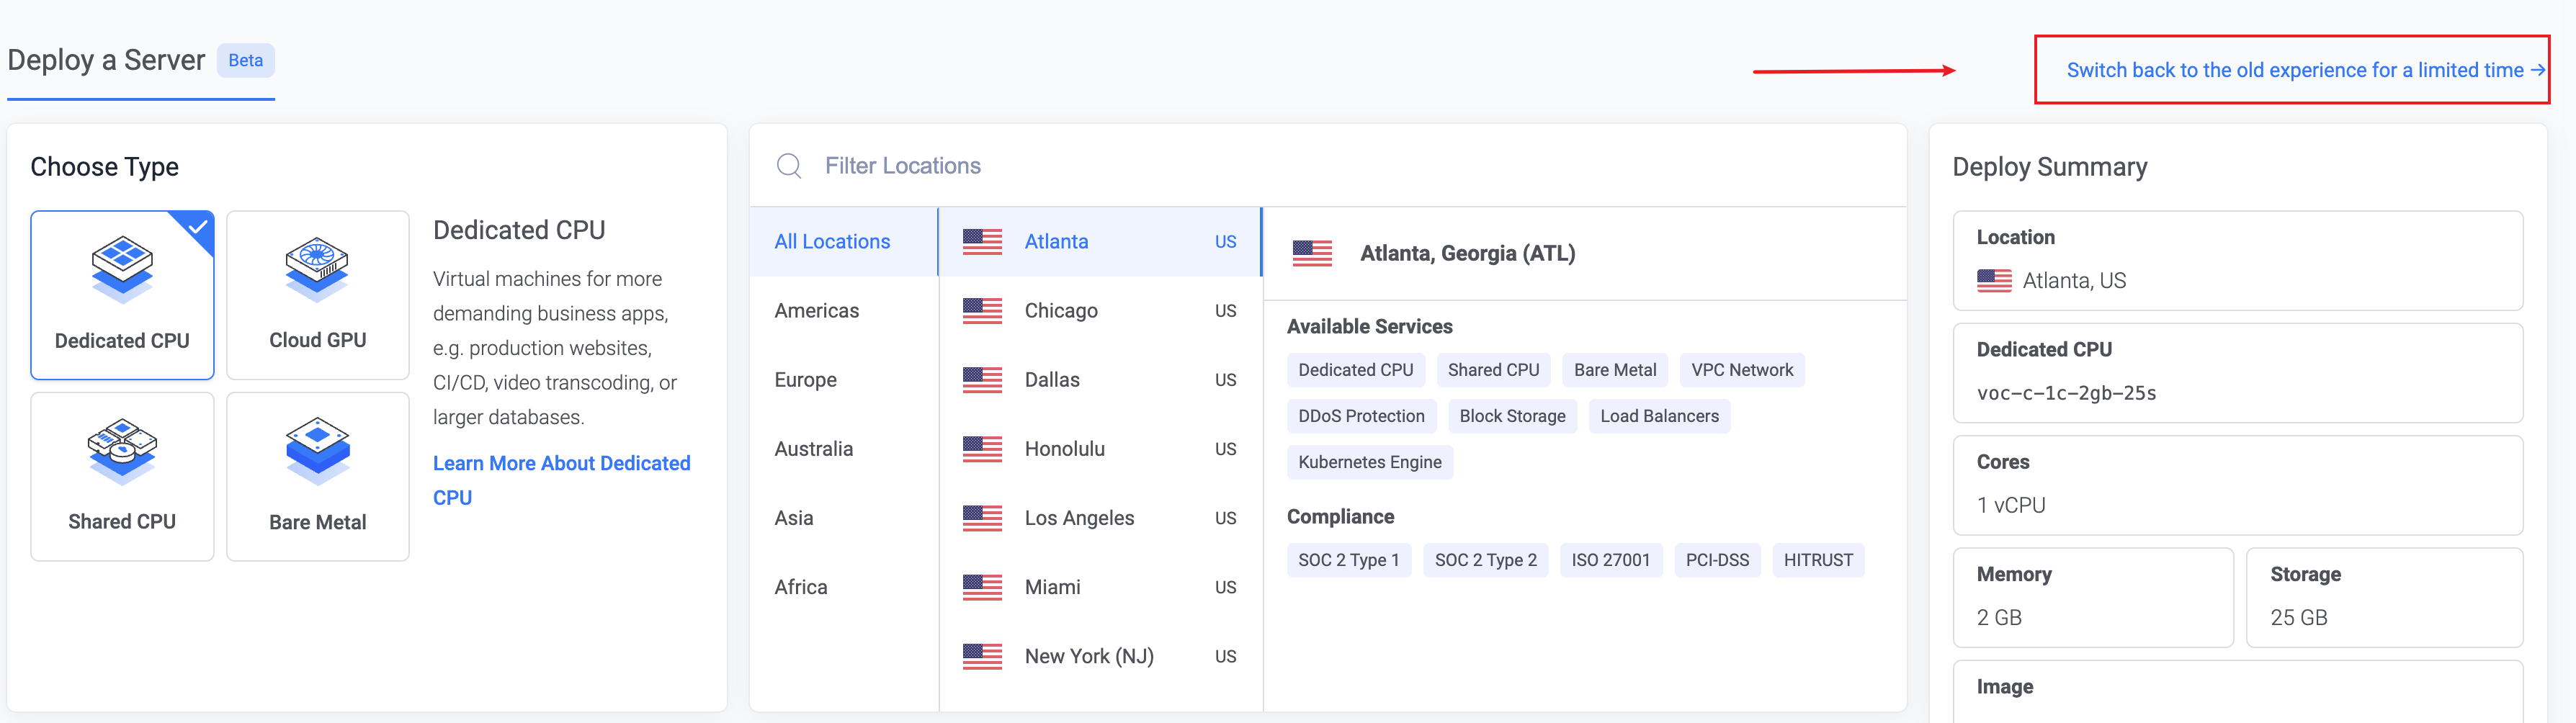 Deploy a Server Beta
Switch back to the old experience for a limited time →
Choose Type
Dedicated CPU
Cloud GPU
Shared CPU
Bare Metal
Dedicated CPU
Virtual machines for more
demanding business apps,
e.g. production websites,
CI/CD, video transcoding, or
larger databases.
Learn More About Dedicated
CPU
Filter Locations
All Locations
Americas
Europe
Australia
Asia
Africa
Atlanta US
Chicago US
Dallas US
Honolulu US
Los Angeles US
Miami US
New York (NJ) US
Atlanta, Georgia (ATL)
Available Services
Dedicated CPU Shared CPU Bare Metal VPC Network
DDoS Protection Block Storage Load Balancers
Kubernetes Engine
Compliance
SOC 2 Type 1 SOC 2 Type 2 ISO 27001 PCI-DSS HITRUST
Deploy Summary
Location
Atlanta, US
Dedicated CPU
voc-c-1c-2gb-25s
Cores
1 vCPU
Memory
2 GB
Storage
25 GB
Image